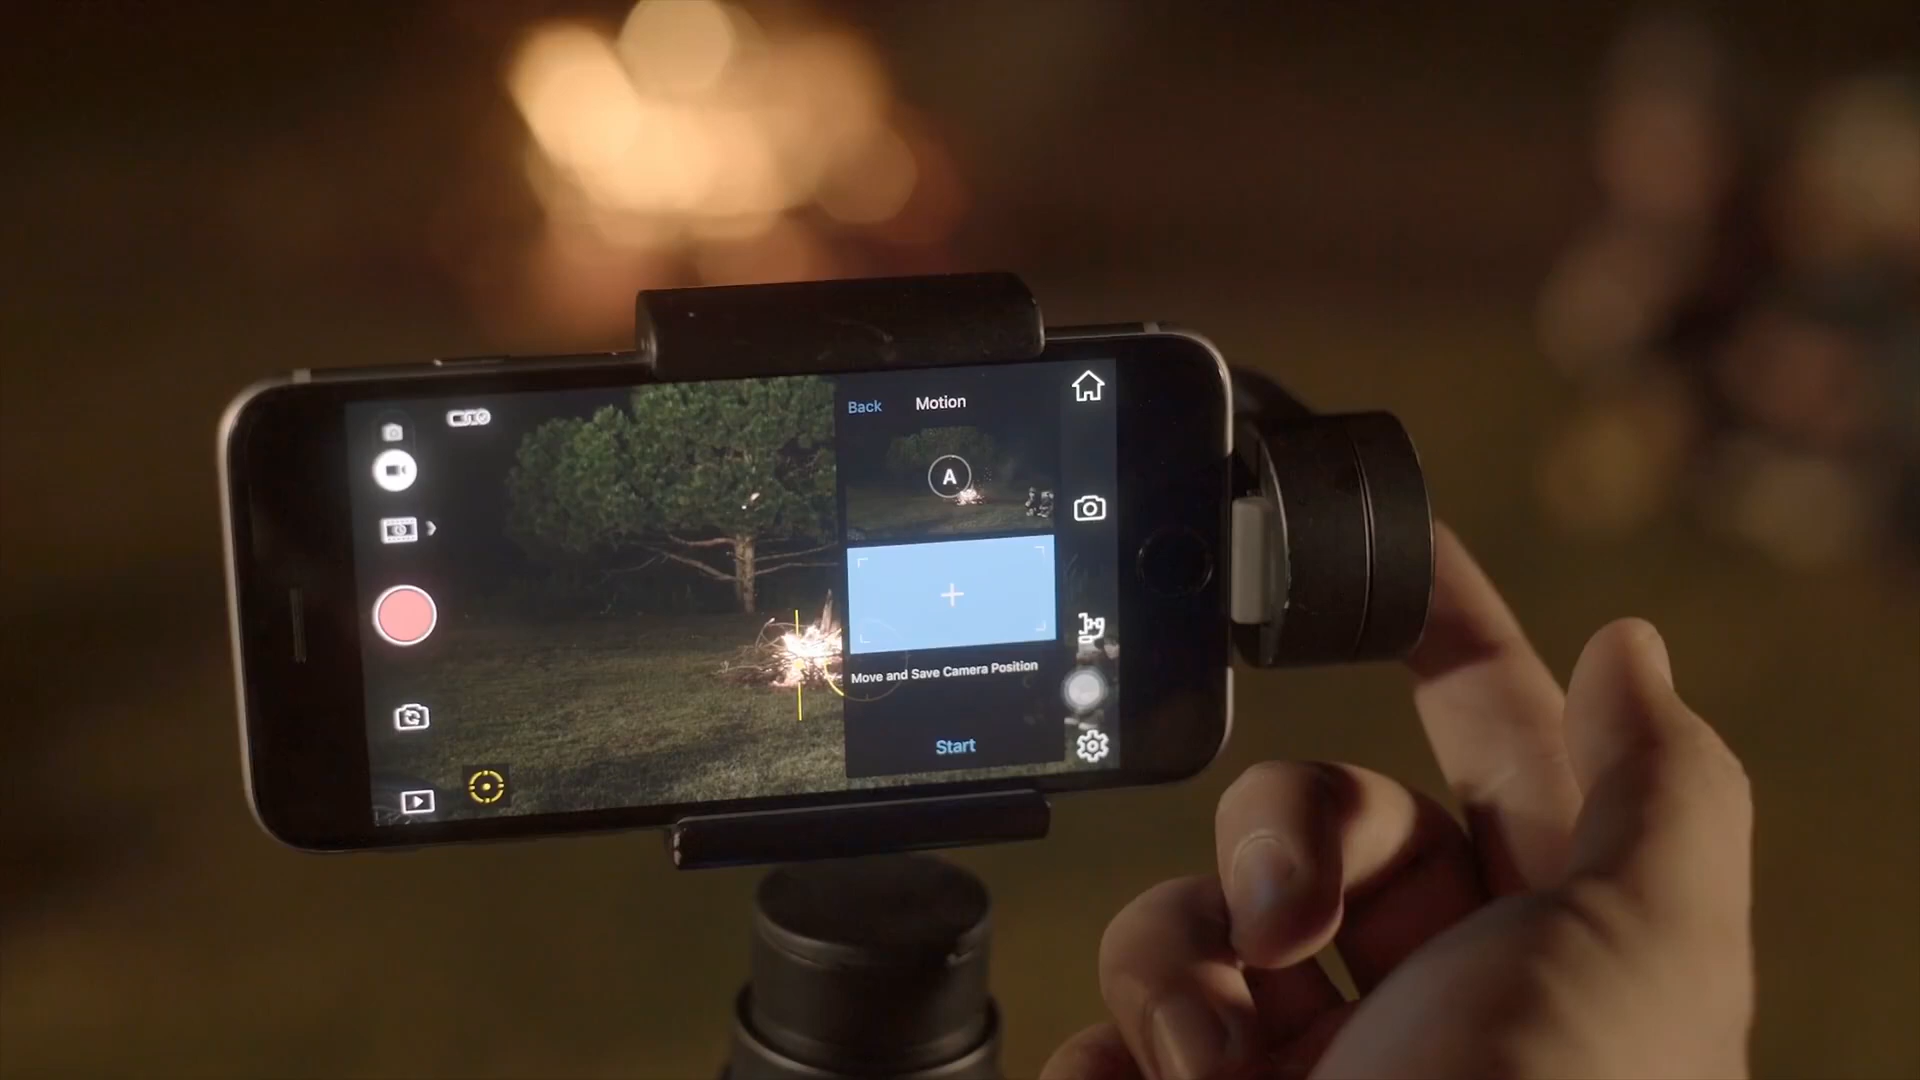 Back
Motion
A
Move and Save Camera Position
Start